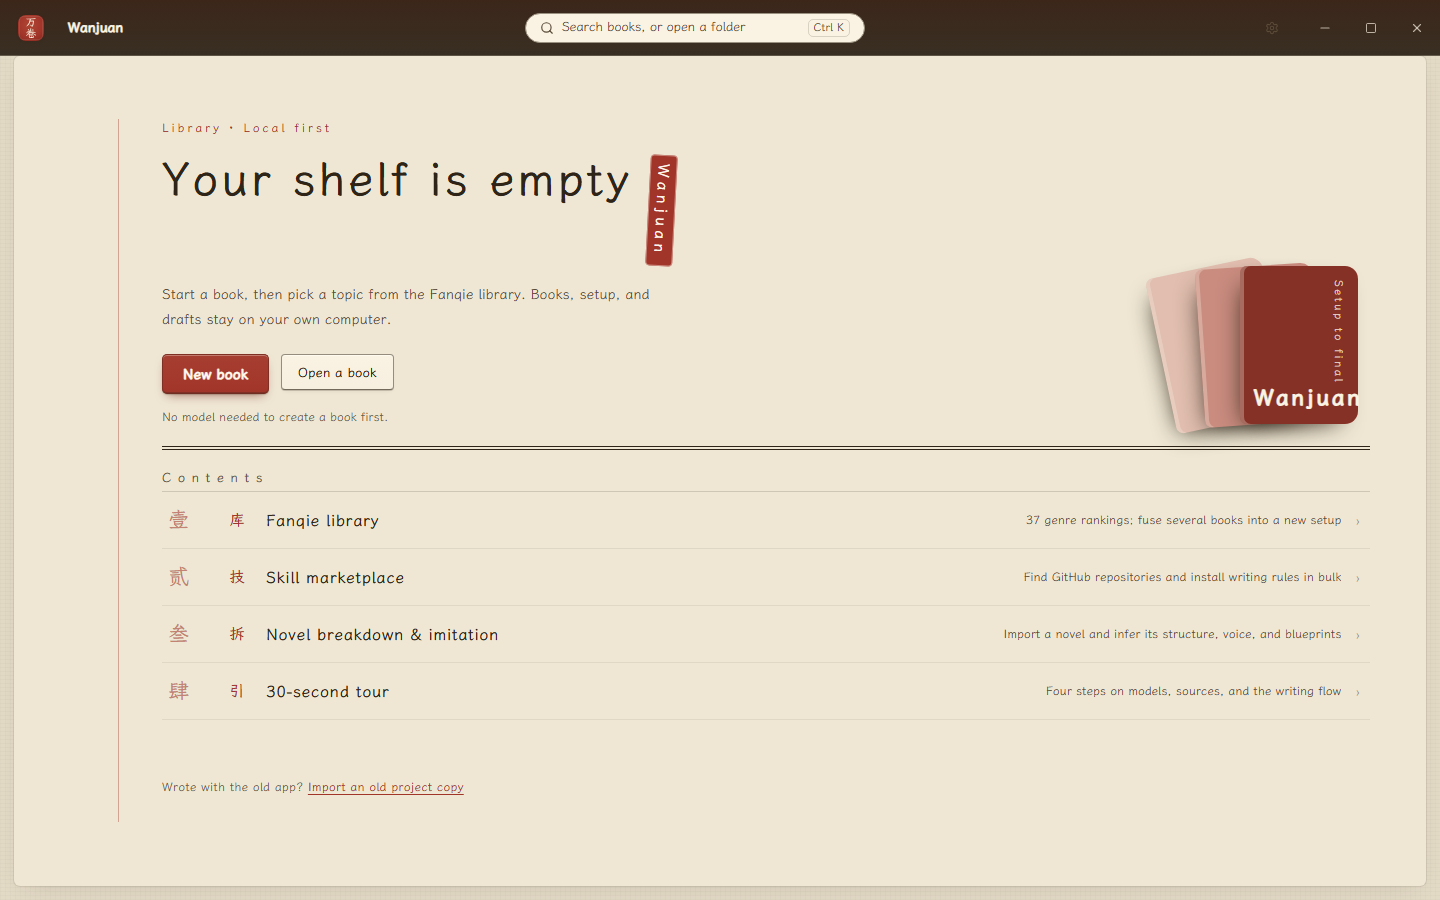 万卷
Wanjuan
Search books, or open a folder
Ctrl K
Library • Local first
Your shelf is empty
Wanjuan
Start a book, then pick a topic from the Fanqie library. Books, setup, and
drafts stay on your own computer.
New book
Open a book
No model needed to create a book first.
Setup to final
Wanjuan
Contents
壹 库 Fanqie library 37 genre rankings; fuse several books into a new setup ›
贰 技 Skill marketplace Find GitHub repositories and install writing rules in bulk ›
叁 拆 Novel breakdown & imitation Import a novel and infer its structure, voice, and blueprints ›
肆 引 30-second tour Four steps on models, sources, and the writing flow ›
Wrote with the old app? Import an old project copy